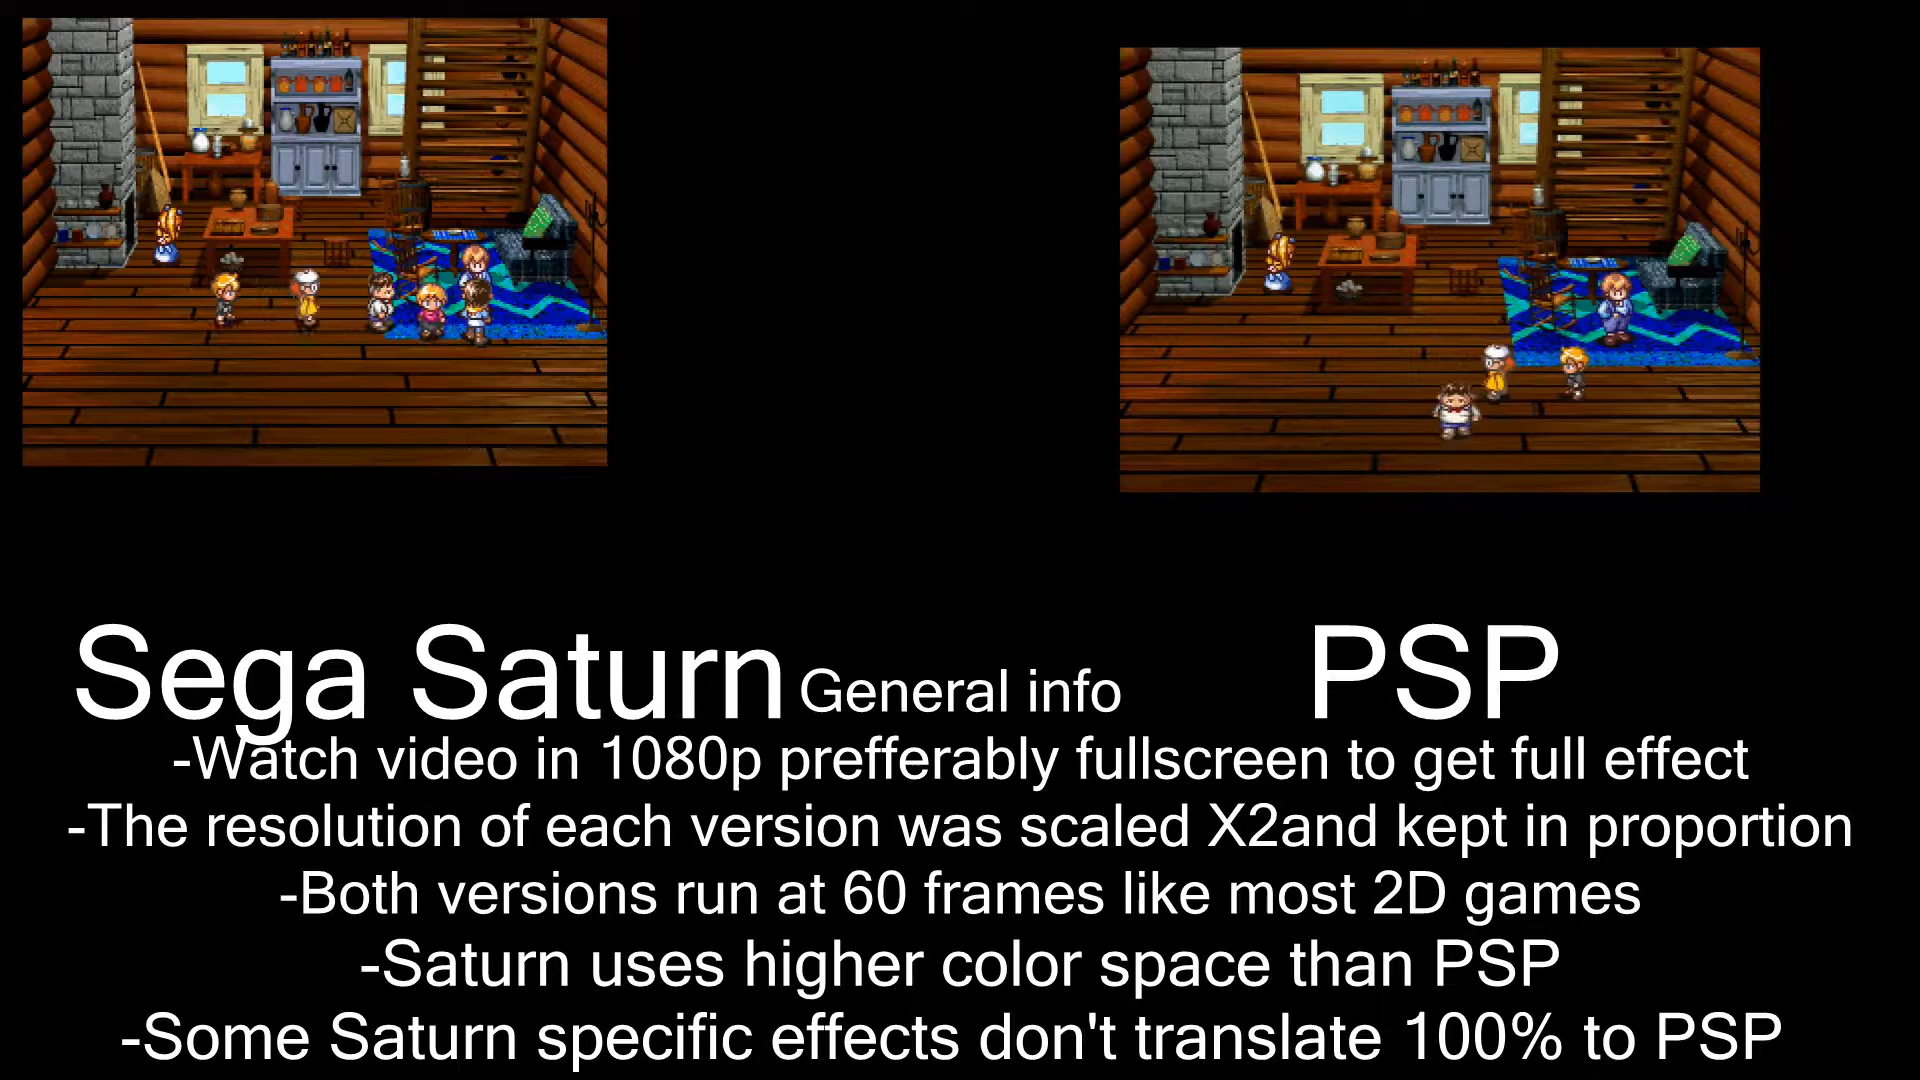 Sega Saturn
General info
PSP
-Watch video in 1080p prefferably fullscreen to get full effect
-The resolution of each version was scaled X2and kept in proportion
-Both versions run at 60 frames like most 2D games
-Saturn uses higher color space than PSP
-Some Saturn specific effects don't translate 100% to PSP